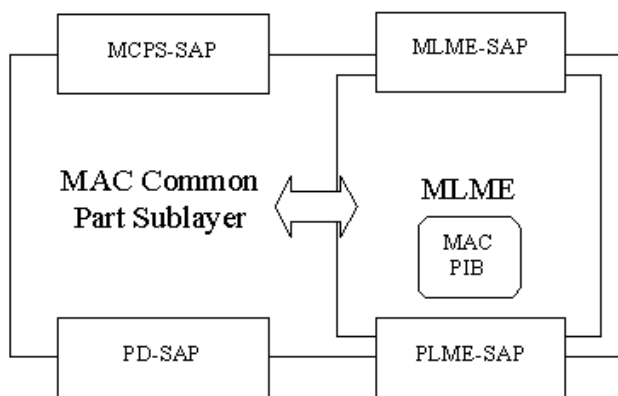 MCPS-SAP
MLME-SAP
MAC Common
Part Sublayer
MLME
MAC
PIB
PD-SAP
PLME-SAP